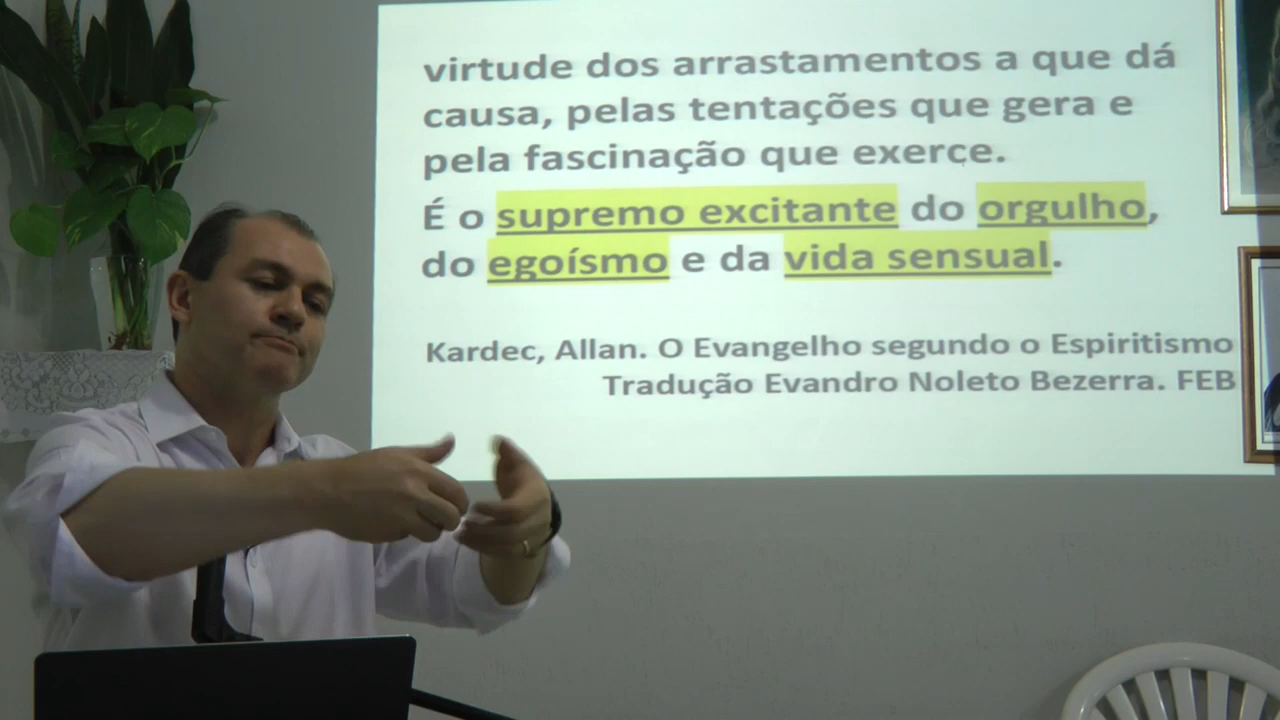 virtude dos arrastamentos a que dá
causa, pelas tentações que gera e
pela fascinação que exerce.
É o supremo excitante do orgulho,
do egoísmo e da vida sensual.
Kardec, Allan. O Evangelho segundo o Espiritismo
Tradução Evandro Noleto Bezerra. FEB